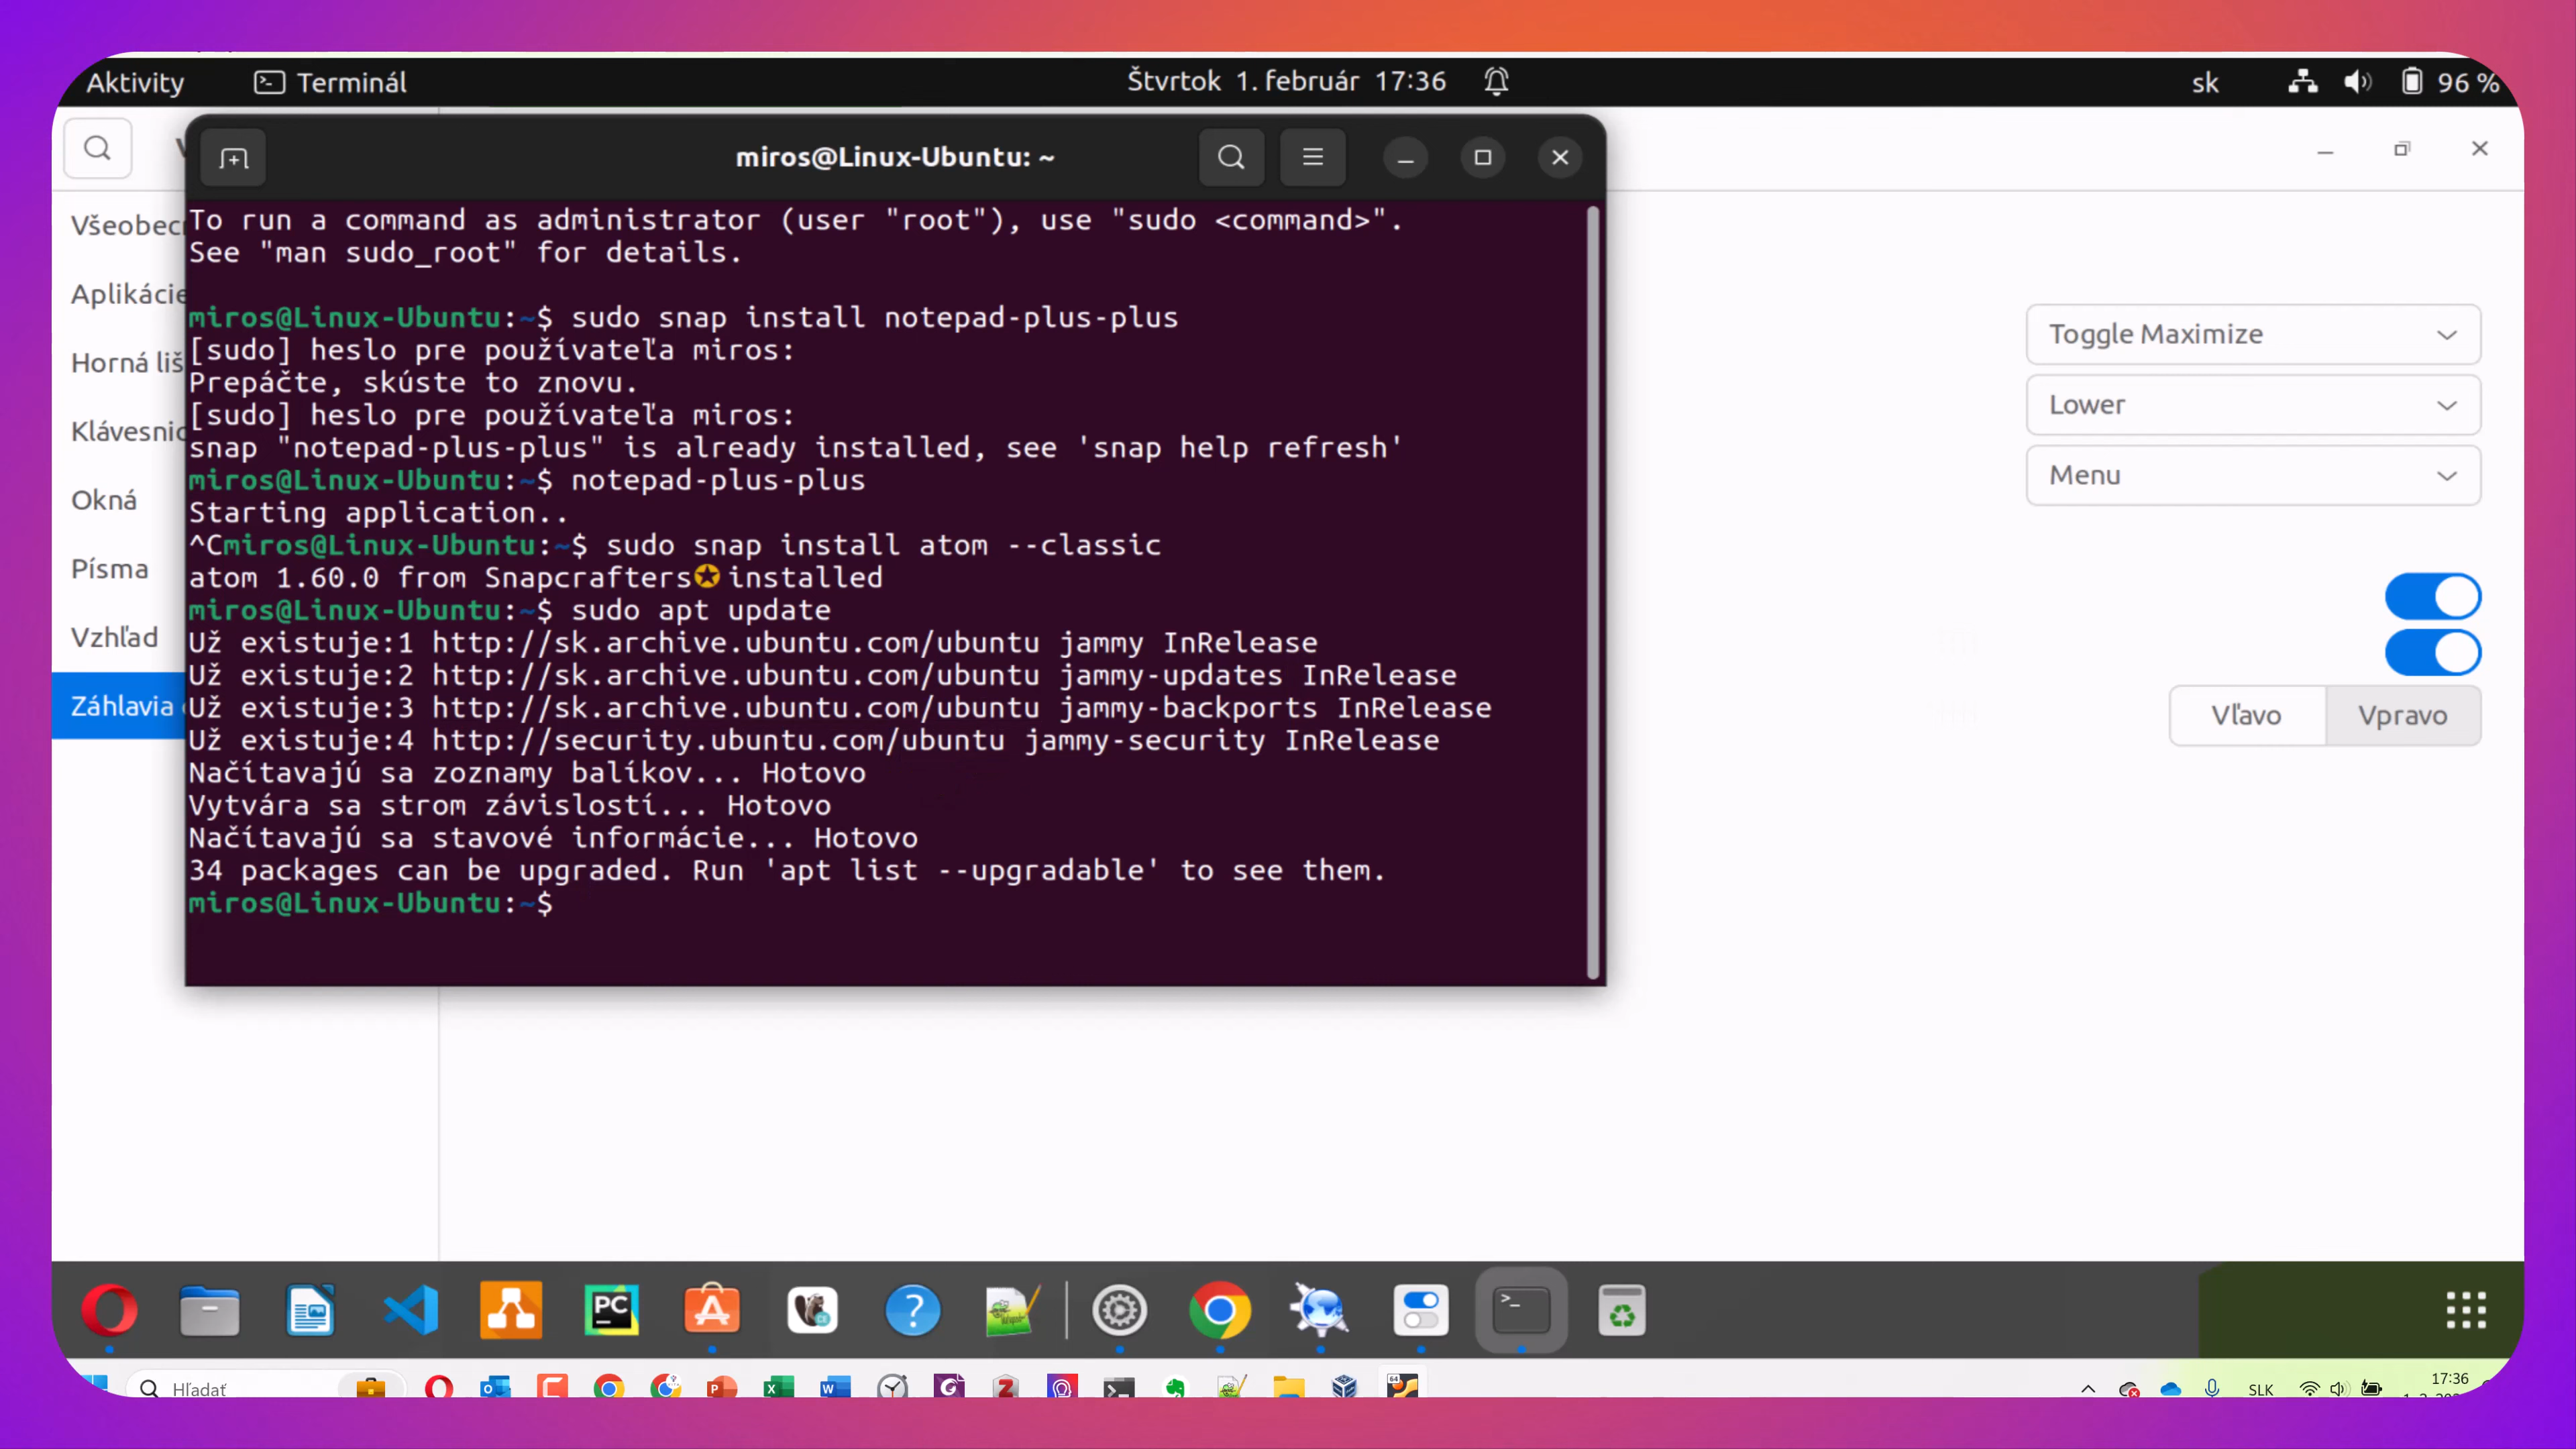 Aktivity
Terminál
Štvrtok 1. február 17:36
sk
96 %
miros@Linux-Ubuntu: ~
To run a command as administrator (user "root"), use "sudo <command>".
See "man sudo_root" for details.
miros@Linux-Ubuntu:~$ sudo snap install notepad-plus-plus
[sudo] heslo pre používateľa miros:
Prepáčte, skúste to znovu.
[sudo] heslo pre používateľa miros:
snap "notepad-plus-plus" is already installed, see 'snap help refresh'
miros@Linux-Ubuntu:~$ notepad-plus-plus
Starting application..
^Cmiros@Linux-Ubuntu:~$ sudo snap install atom --classic
atom 1.60.0 from Snapcrafters✪ installed
miros@Linux-Ubuntu:~$ sudo apt update
Už existuje:1 http://sk.archive.ubuntu.com/ubuntu jammy InRelease
Už existuje:2 http://sk.archive.ubuntu.com/ubuntu jammy-updates InRelease
Už existuje:3 http://sk.archive.ubuntu.com/ubuntu jammy-backports InRelease
Už existuje:4 http://security.ubuntu.com/ubuntu jammy-security InRelease
Načítavajú sa zoznamy balíkov... Hotovo
Vytvára sa strom závislostí... Hotovo
Načítavajú sa stavové informácie... Hotovo
34 packages can be upgraded. Run 'apt list --upgradable' to see them.
miros@Linux-Ubuntu:~$
Všeobec
Aplikácie
Horná liš
Klávesnic
Okná
Písma
Vzhľad
Záhlavia
Toggle Maximize
Lower
Menu
Vľavo
Vpravo
PC
Hľadať
SLK
17:36